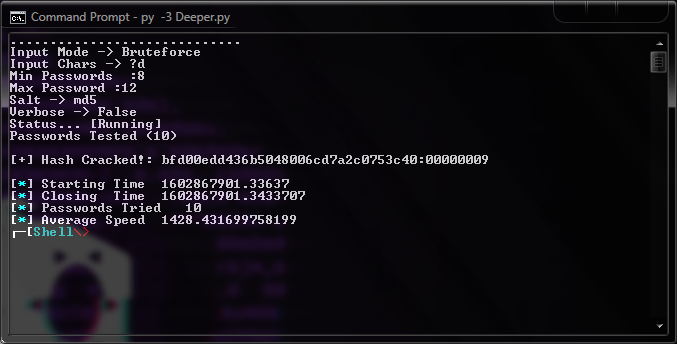 Command Prompt - py -3 Deeper.py
.............................
Input Mode -> Bruteforce
Input Chars -> ?d
Min Passwords :8
Max Password :12
Salt -> md5
Verbose -> False
Status... [Running]
Passwords Tested (10)
[+] Hash Cracked!: bfd00edd436b5048006cd7a2c0753c40:00000009
[*] Starting Time 1602867901.33637
[*] Closing Time 1602867901.3433707
[*] Passwords Tried 10
[*] Average Speed 1428.431699758199
┌─[Shell\>